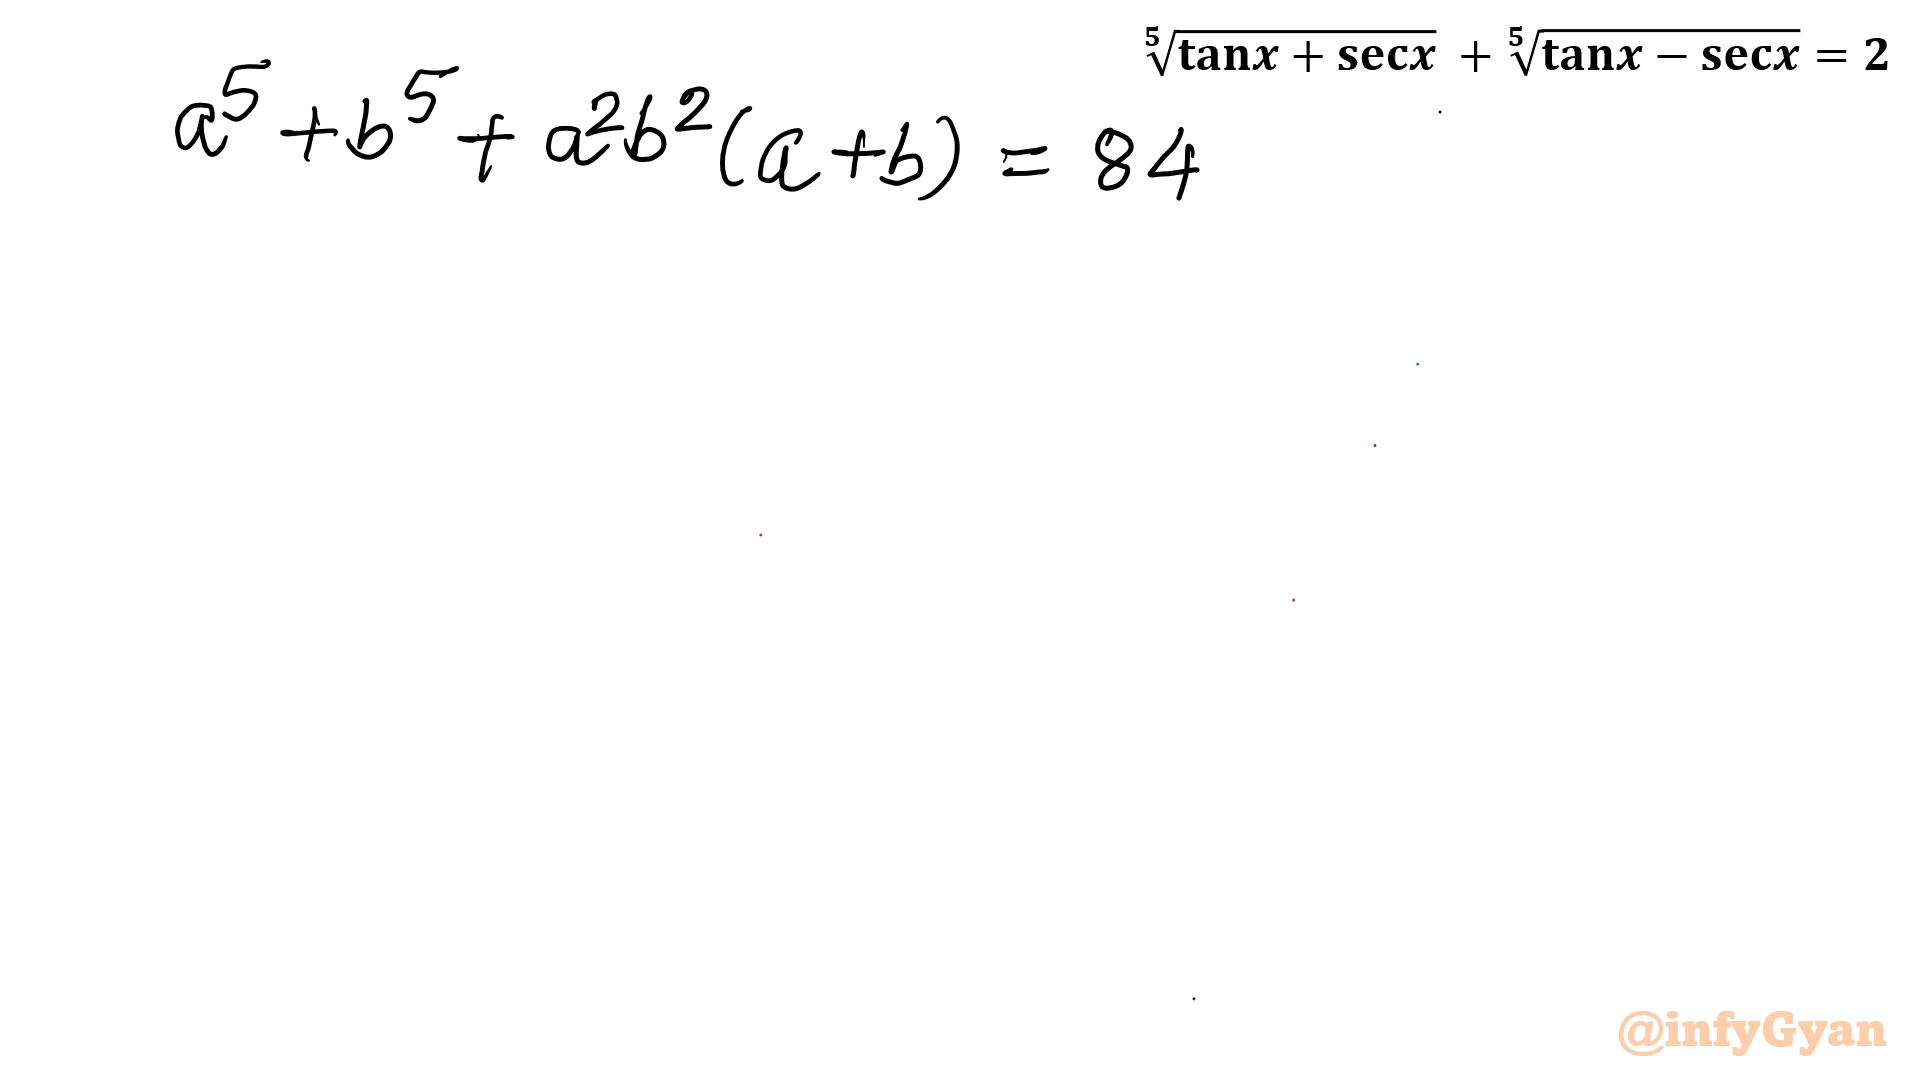 ⁵√(tanx + secx) + ⁵√(tanx − secx) = 2
a⁵ + b⁵ + a²b²(a+b) = 84
@infyGyan